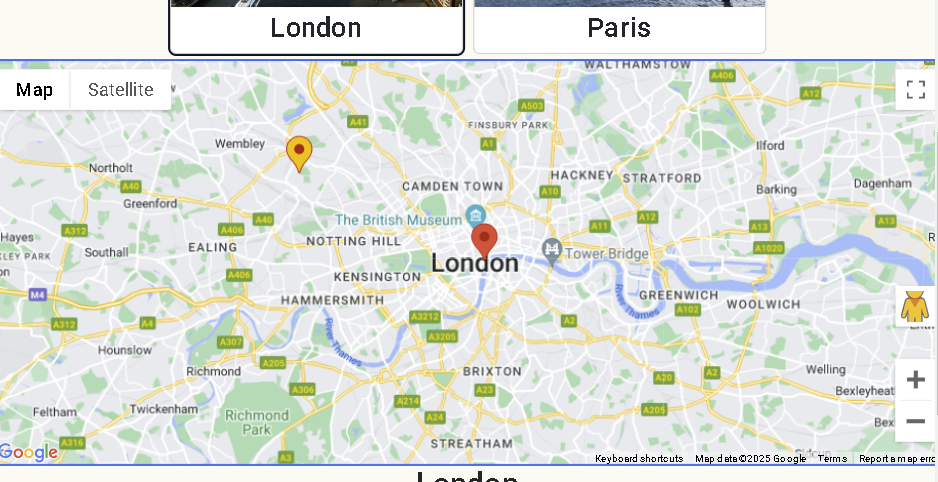 London
Paris
WALTHAMSTOW
Map
Satellite
A406
A12
A503
A41
FINSBURY PARK
Wembley
A1
Ilford
Northolt
HACKNEY
STRATFORD
A40
CAMDEN TOWN
A10
Barking
Dagenham
Greenford
The British Museum
A40
A12
A13
A312
A406
A11
A13
Hayes
EALING
NOTTING HILL
A1020
Southall
Tower Bridge
London
A406
KENSINGTON
M4
HAMMERSMITH
River Thames
GREENWICH
WOOLWICH
A312
A4
A3212
A2
A102
River Thames
A307
A3205
Hounslow
A205
Richmond
BRIXTON
A20
A2
Welling
A306
A23
Bexleyheat
A214
Feltham
Twickenham
Richmond
Park
A24
A205
A316
STREATHAM
A3
Google
Keyboard shortcuts
Map data ©2025 Google
Terms
Report a map erro
London